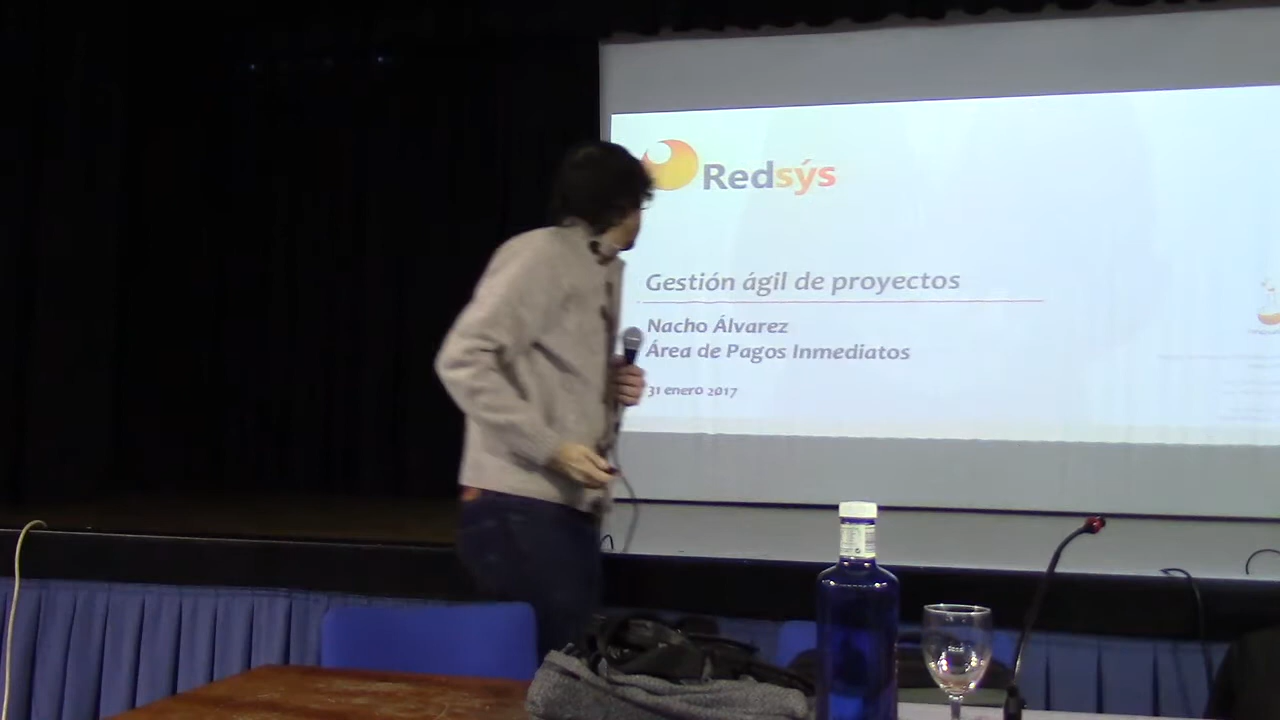 Redsýs
Gestión ágil de proyectos
Nacho Álvarez
Área de Pagos Inmediatos
31 enero 2017